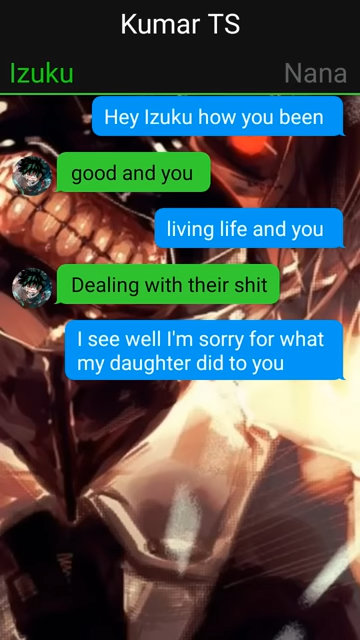 Kumar TS
Izuku
Nana
Hey Izuku how you been
good and you
living life and you
Dealing with their shit
I see well I'm sorry for what
my daughter did to you